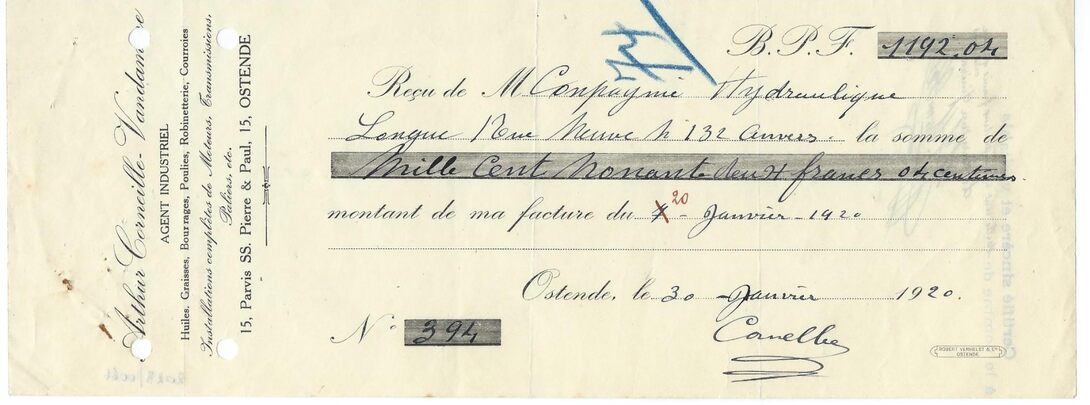 Arthur Corneille-Vandamme
AGENT INDUSTRIEL
Huiles, Graisses, Bourrages, Poulies, Robinetterie, Courroies
Installations complètes de Moteurs, Transmissions,
Paliers, etc.
15, Parvis SS. Pierre & Paul, 15, OSTENDE
74
B. P. F. 1192.04
Reçu de M Conpaynie Hydraulique
Longue Rue Neuve N 132 Anvers la somme de
Mille Cent Nonante deux francs 04 centimes
montant de ma facture du 20 Janvier - 1920
Ostende, le 30 Janvier 1920.
N° 394
ROBERT VERHELST & Cie
OSTENDE